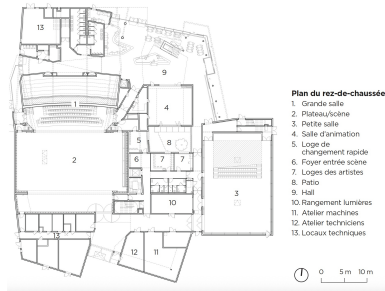 13
9
1
4
5
8
2
6
7
7
3
10
13
12
11
Plan du rez-de-chaussée
1. Grande salle
2. Plateau/scène
3. Petite salle
4. Salle d'animation
5. Loge de
changement rapide
6. Foyer entrée scène
7. Loges des artistes
8. Patio
9. Hall
10. Rangement lumières
11. Atelier machines
12. Atelier techniciens
13. Locaux techniques
0 5 m 10 m